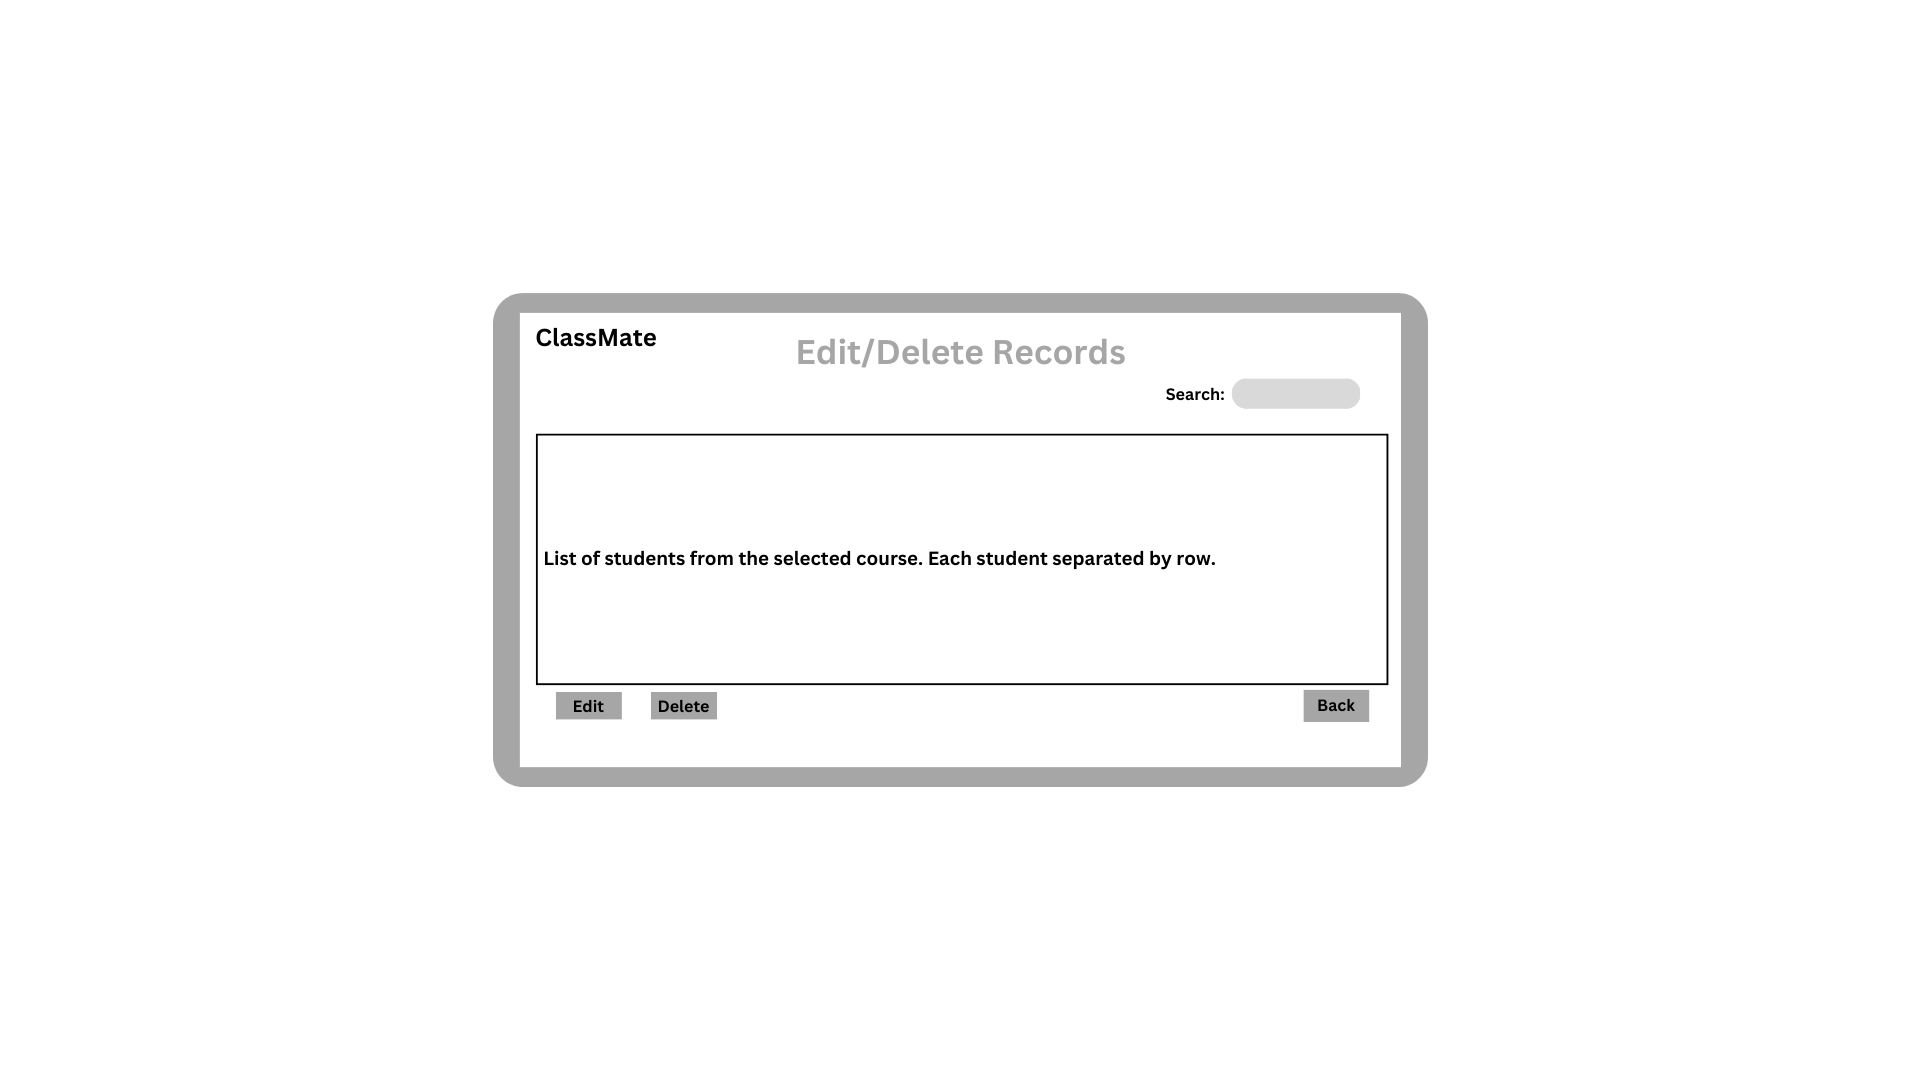 ClassMate
Edit/Delete Records
Search:
List of students from the selected course. Each student separated by row.
Edit
Delete
Back